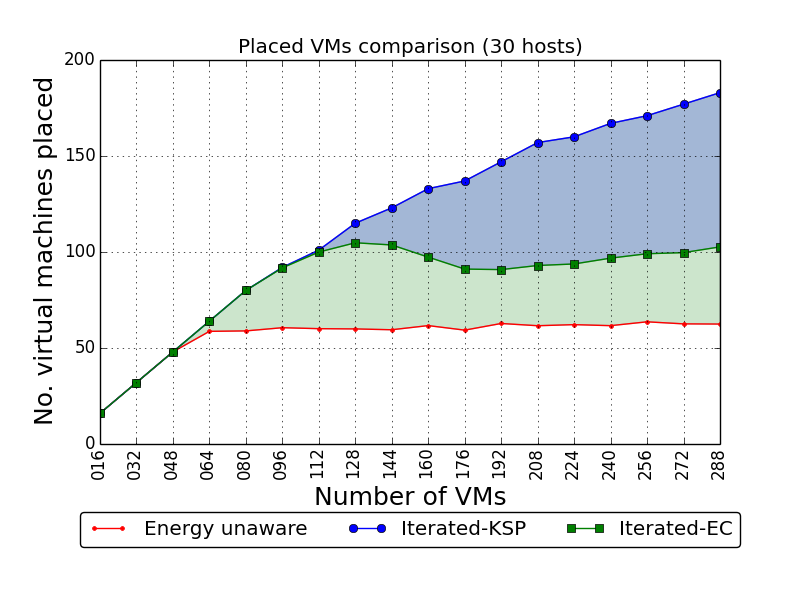 Placed VMs comparison (30 hosts)
No. virtual machines placed
200
150
100
50
0
016 032 048 064 080 096 112 128 144 160 176 192 208 224 240 256 272 288
Number of VMs
Energy unaware Iterated-KSP Iterated-EC